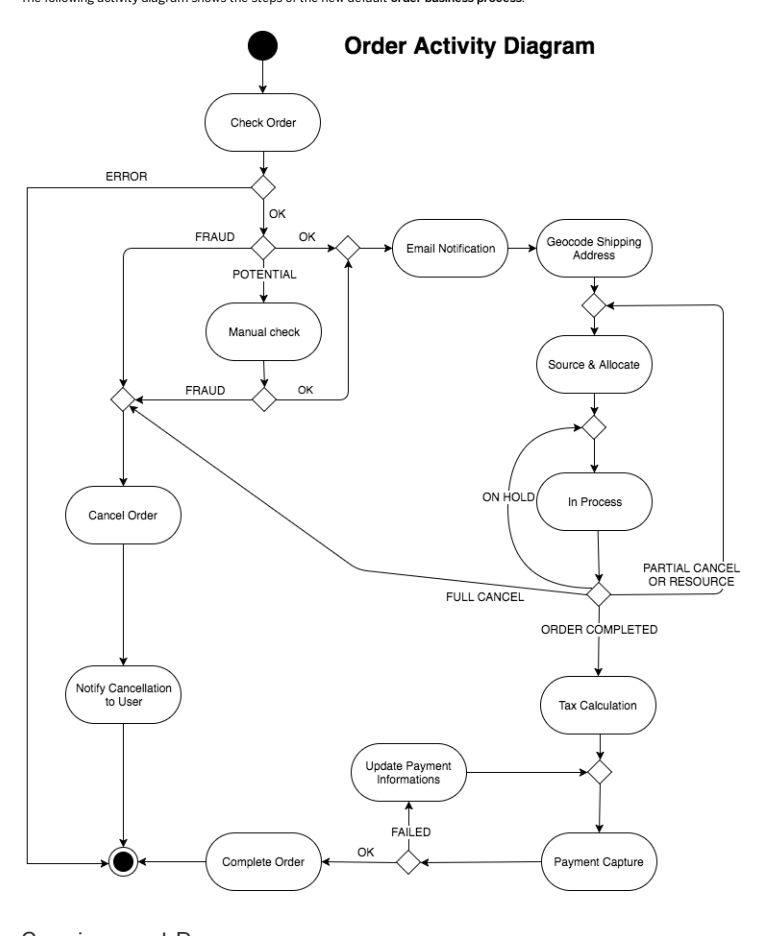 The following activity diagram shows the steps of the new default order business process.
Order Activity Diagram
Check Order
ERROR
OK
FRAUD
OK
POTENTIAL
Email Notification
Geocode Shipping
Address
Manual check
Source & Allocate
FRAUD
OK
ON HOLD
In Process
Cancel Order
PARTIAL CANCEL
OR RESOURCE
FULL CANCEL
ORDER COMPLETED
Notify Cancellation
to User
Tax Calculation
Update Payment
Informations
FAILED
OK
Complete Order
Payment Capture